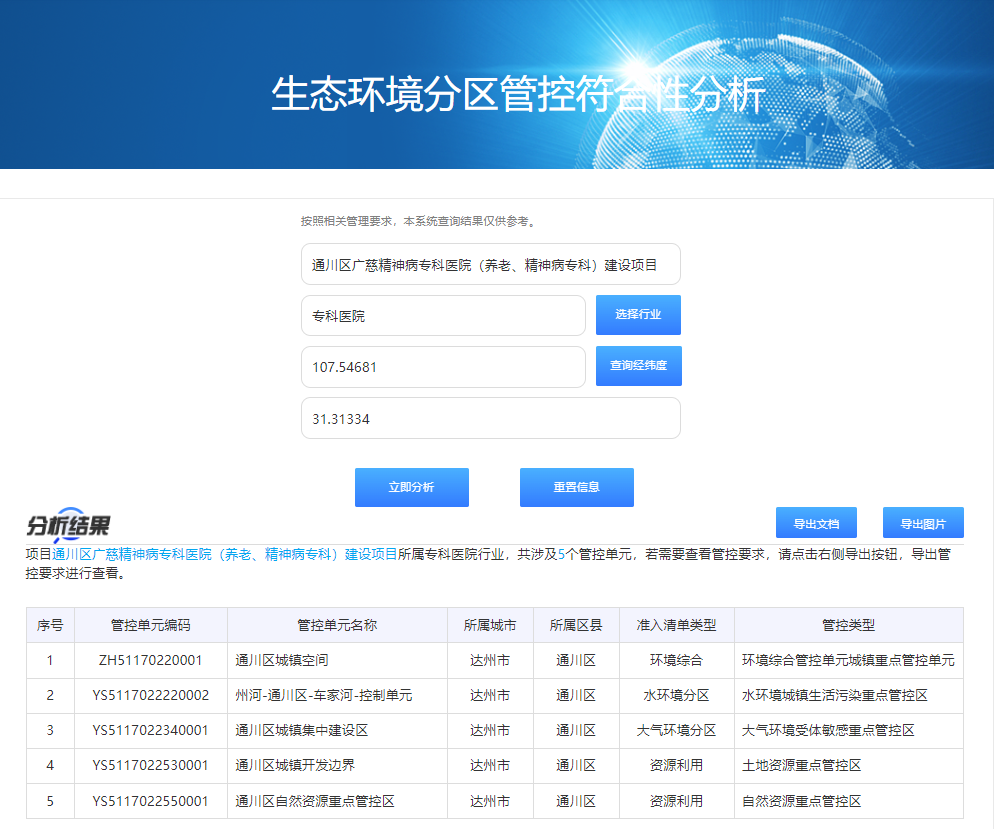 生态环境分区管控符合性分析
按照相关管理要求，本系统查询结果仅供参考。
通川区广慈精神病专科医院（养老、精神病专科）建设项目
专科医院 选择行业
107.54681 查询经纬度
31.31334
立即分析 重置信息
分析结果 导出文档 导出图片
项目通川区广慈精神病专科医院（养老、精神病专科）建设项目所属专科医院行业，共涉及5个管控单元，若需要查看管控要求，请点击右侧导出按钮，导出管
控要求进行查看。
序号 管控单元编码 管控单元名称 所属城市 所属区县 准入清单类型 管控类型
1 ZH51170220001 通川区城镇空间 达州市 通川区 环境综合 环境综合管控单元城镇重点管控单元
2 YS5117022220002 州河-通川区-车家河-控制单元 达州市 通川区 水环境分区 水环境城镇生活污染重点管控区
3 YS5117022340001 通川区城镇集中建设区 达州市 通川区 大气环境分区 大气环境受体敏感重点管控区
4 YS5117022530001 通川区城镇开发边界 达州市 通川区 资源利用 土地资源重点管控区
5 YS5117022550001 通川区自然资源重点管控区 达州市 通川区 资源利用 自然资源重点管控区